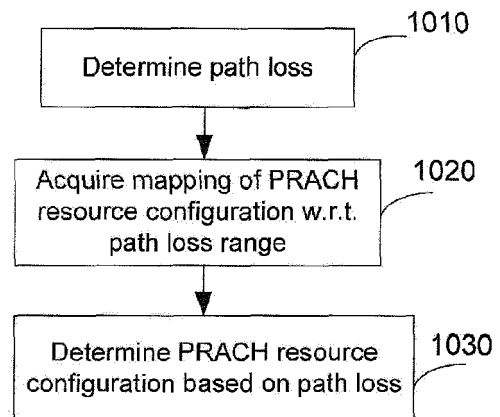 1010
Determine path loss
1020
Acquire mapping of PRACH
resource configuration w.r.t.
path loss range
1030
Determine PRACH resource
configuration based on path loss